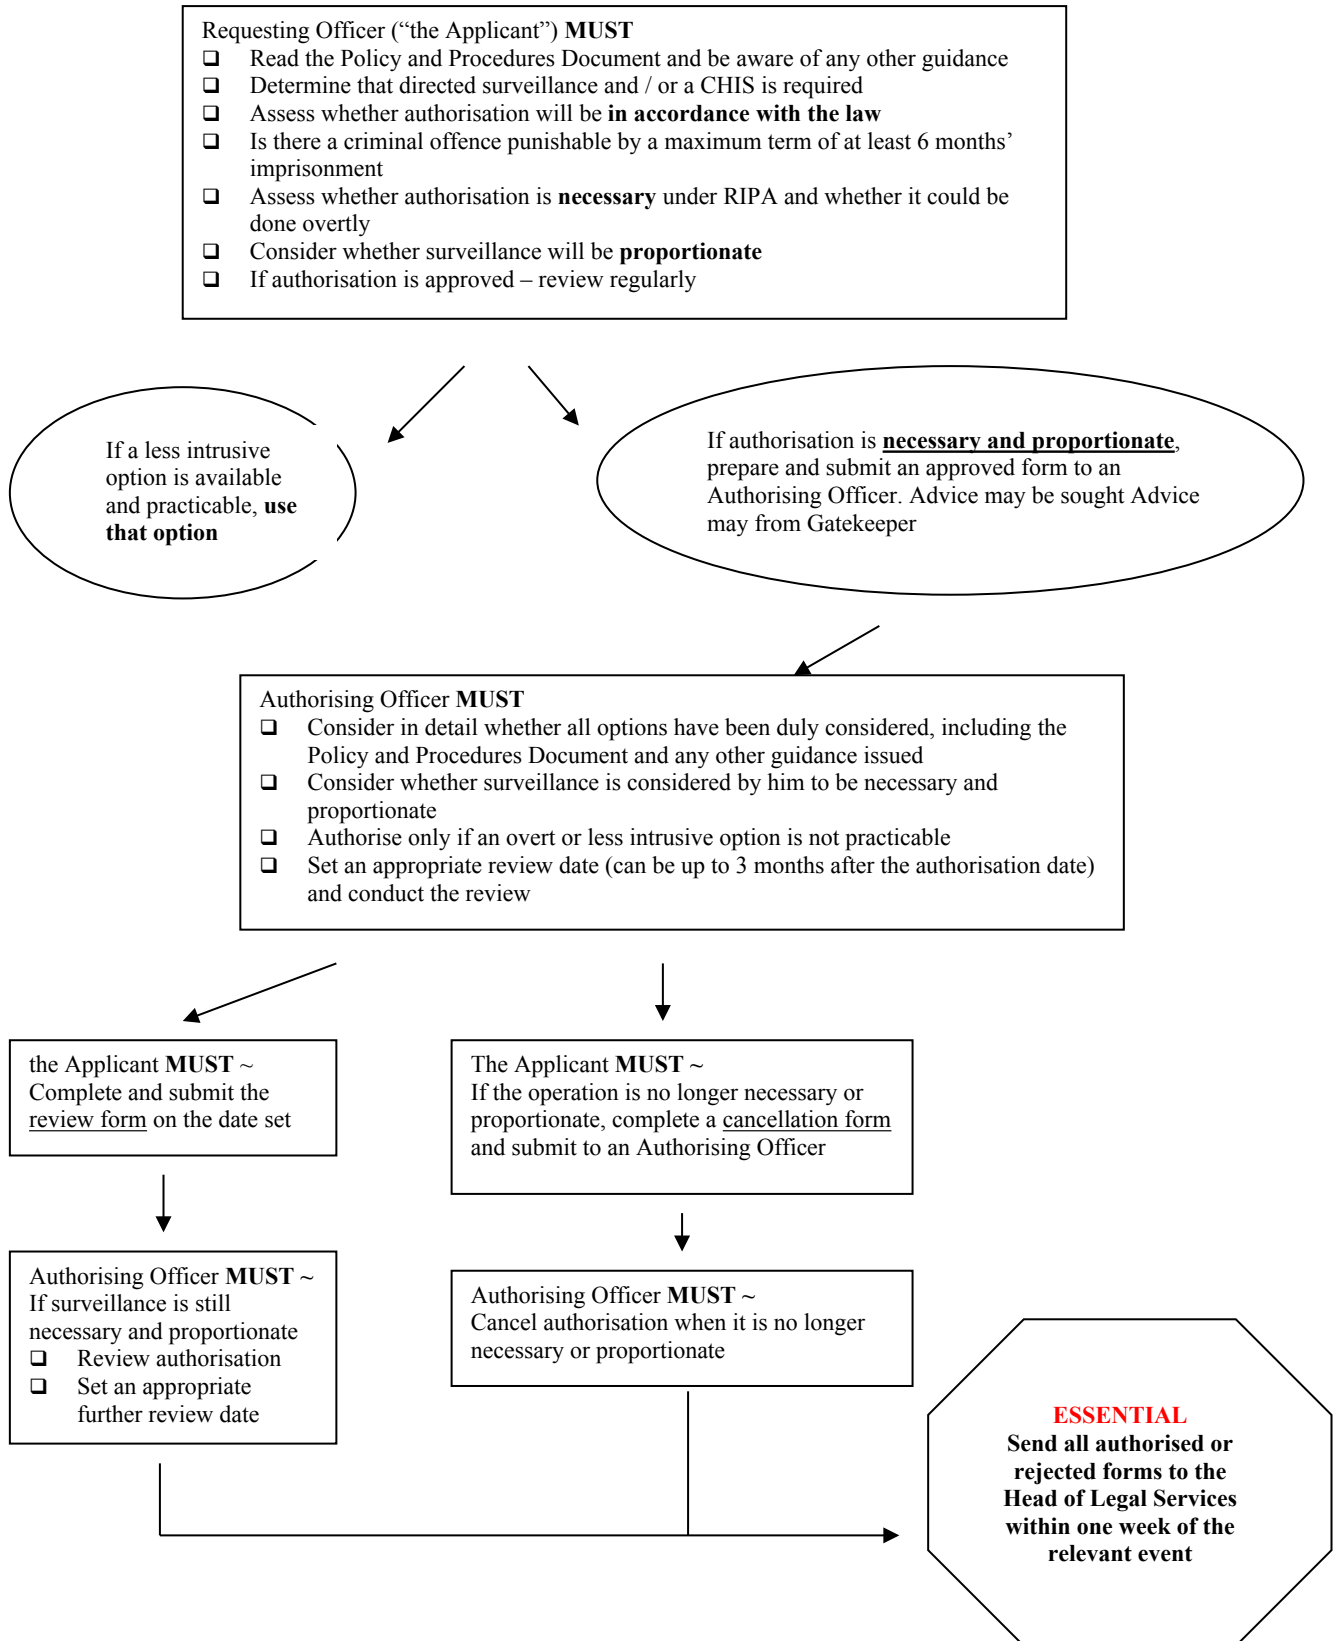 Requesting Officer (“the Applicant”) MUST
❑ Read the Policy and Procedures Document and be aware of any other guidance
❑ Determine that directed surveillance and / or a CHIS is required
❑ Assess whether authorisation will be in accordance with the law
❑ Is there a criminal offence punishable by a maximum term of at least 6 months’
imprisonment
❑ Assess whether authorisation is necessary under RIPA and whether it could be
done overtly
❑ Consider whether surveillance will be proportionate
❑ If authorisation is approved – review regularly
If a less intrusive
option is available
and practicable, use
that option
If authorisation is necessary and proportionate,
prepare and submit an approved form to an
Authorising Officer. Advice may be sought Advice
may from Gatekeeper
Authorising Officer MUST
❑ Consider in detail whether all options have been duly considered, including the
Policy and Procedures Document and any other guidance issued
❑ Consider whether surveillance is considered by him to be necessary and
proportionate
❑ Authorise only if an overt or less intrusive option is not practicable
❑ Set an appropriate review date (can be up to 3 months after the authorisation date)
and conduct the review
the Applicant MUST ~
Complete and submit the
review form on the date set
The Applicant MUST ~
If the operation is no longer necessary or
proportionate, complete a cancellation form
and submit to an Authorising Officer
Authorising Officer MUST ~
If surveillance is still
necessary and proportionate
❑ Review authorisation
❑ Set an appropriate
further review date
Authorising Officer MUST ~
Cancel authorisation when it is no longer
necessary or proportionate
ESSENTIAL
Send all authorised or
rejected forms to the
Head of Legal Services
within one week of the
relevant event